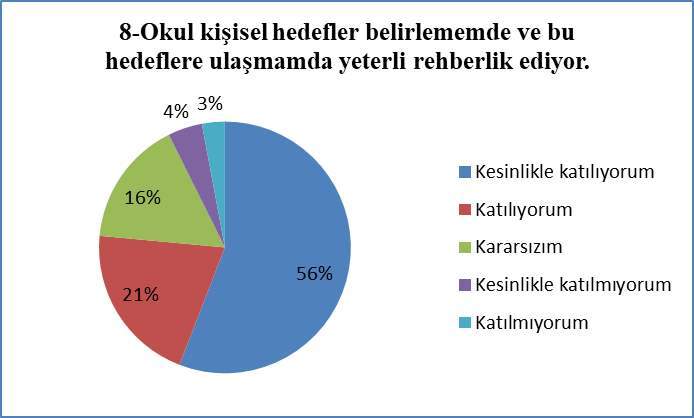 8-Okul kişisel hedefler belirlememde ve bu
hedeflere ulaşmamda yeterli rehberlik ediyor.
3%
4%
16%
21%
56%
Kesinlikle katılıyorum
Katılıyorum
Kararsızım
Kesinlikle katılmıyorum
Katılmıyorum